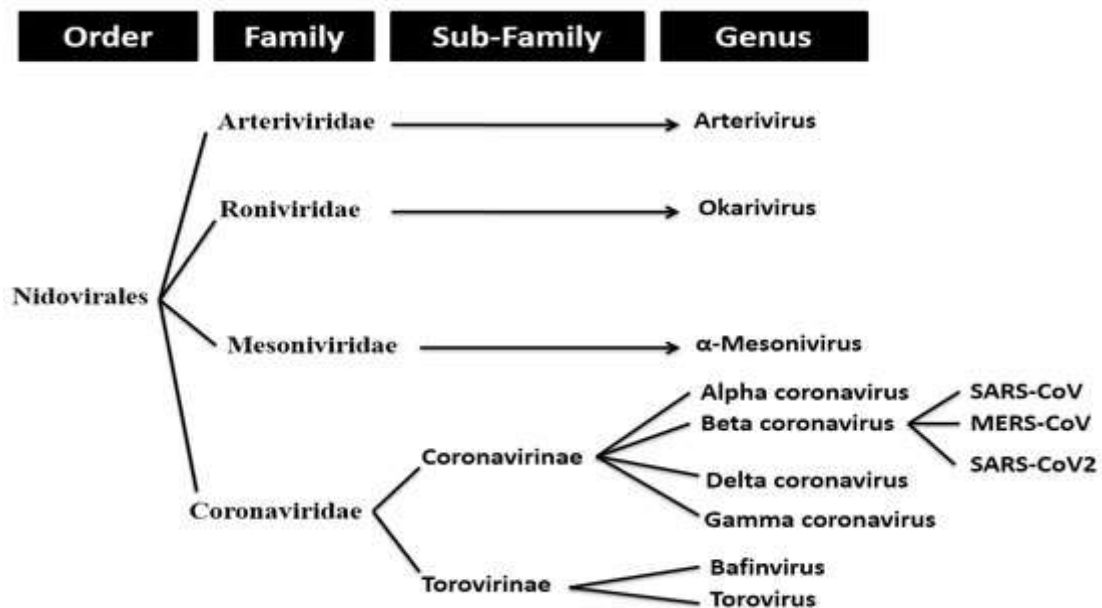 Order Family Sub-Family Genus
Arteriviridae Arterivirus
Roniviridae Okarivirus
Nidovirales
Mesoniviridae α-Mesonivirus
Alpha coronavirus SARS-CoV
Beta coronavirus MERS-CoV
Coronavirinae SARS-CoV2
Delta coronavirus
Coronaviridae Gamma coronavirus
Bafinvirus
Torovirinae
Torovirus